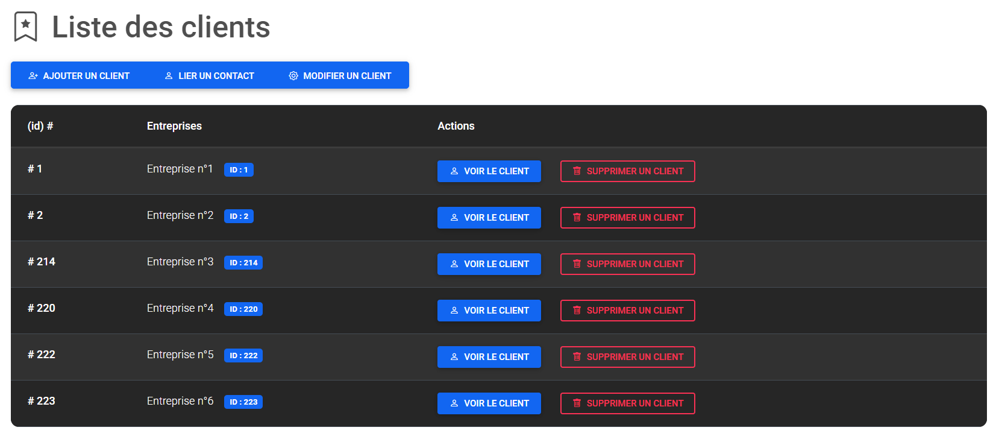 Liste des clients
AJOUTER UN CLIENT LIER UN CONTACT MODIFIER UN CLIENT
(id) # Entreprises Actions
# 1 Entreprise n°1 ID : 1 VOIR LE CLIENT SUPPRIMER UN CLIENT
# 2 Entreprise n°2 ID : 2 VOIR LE CLIENT SUPPRIMER UN CLIENT
# 214 Entreprise n°3 ID : 214 VOIR LE CLIENT SUPPRIMER UN CLIENT
# 220 Entreprise n°4 ID : 220 VOIR LE CLIENT SUPPRIMER UN CLIENT
# 222 Entreprise n°5 ID : 222 VOIR LE CLIENT SUPPRIMER UN CLIENT
# 223 Entreprise n°6 ID : 223 VOIR LE CLIENT SUPPRIMER UN CLIENT